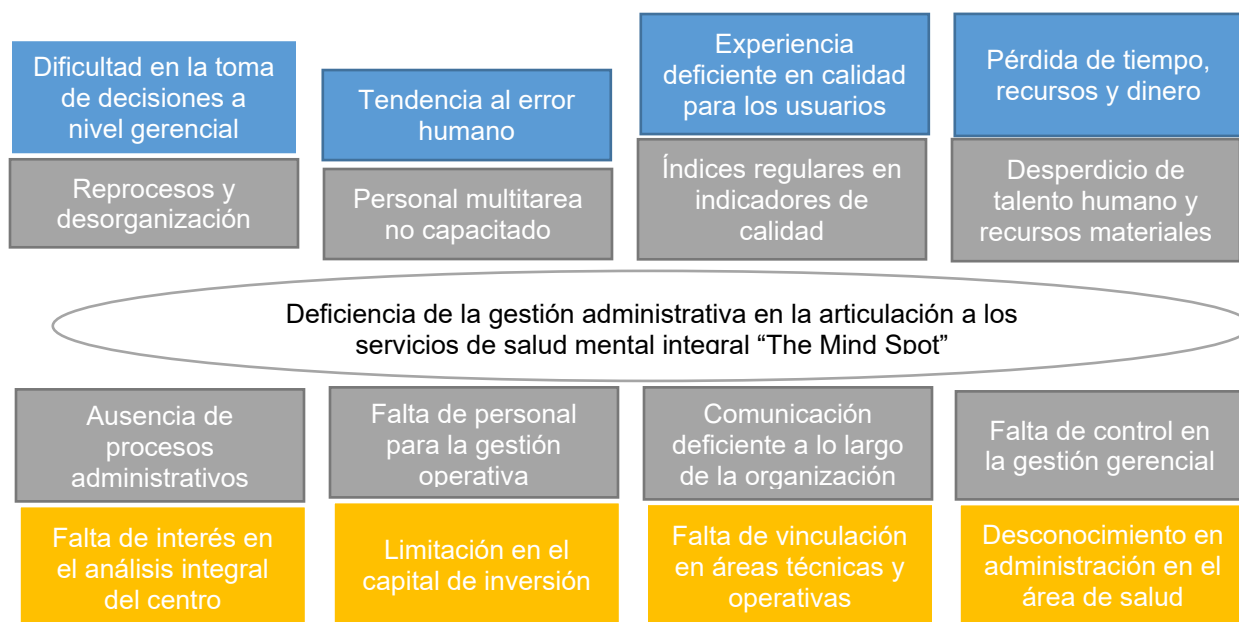 Dificultad en la toma
de decisiones a
nivel gerencial
Tendencia al error
humano
Experiencia
deficiente en calidad
para los usuarios
Pérdida de tiempo,
recursos y dinero
Reprocesos y
desorganización
Personal multitarea
no capacitado
Índices regulares en
indicadores de
calidad
Desperdicio de
talento humano y
recursos materiales
Deficiencia de la gestión administrativa en la articulación a los
servicios de salud mental integral “The Mind Spot”
Ausencia de
procesos
administrativos
Falta de personal
para la gestión
operativa
Comunicación
deficiente a lo largo
de la organización
Falta de control en
la gestión gerencial
Falta de interés en
el análisis integral
del centro
Limitación en el
capital de inversión
Falta de vinculación
en áreas técnicas y
operativas
Desconocimiento en
administración en el
área de salud